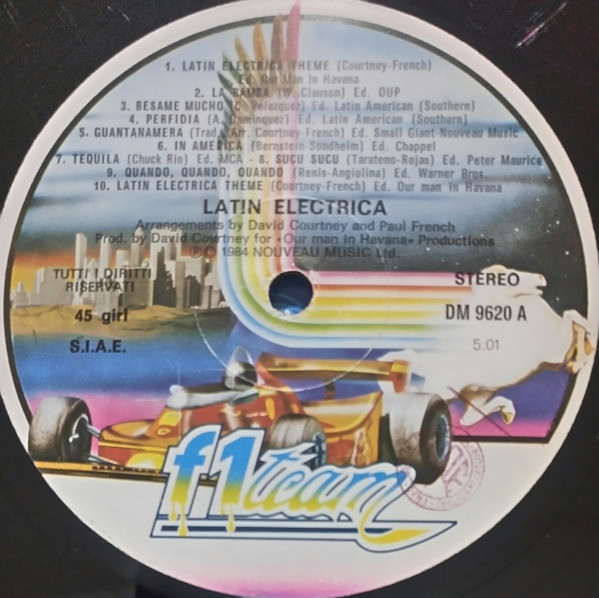 1. LATIN ELECTRICA THEME (Courtney-French)
Ed. Our Man in Havana
2. LA BAMBA (W. Clauson) Ed. OUP
3. BESAME MUCHO (C. Velazquez) Ed. Latin American (Southern)
4. PERFIDIA (A. Dominquez) Ed. Latin American (Southern)
5. GUANTANAMERA (Trad. Arr. Courtney-French) Ed. Small Giant-Nouveau Music
6. IN AMERICA (Bernstein-Sondheim) Ed. Chappel
7. TEQUILA (Chuck Rio) Ed. MCA - 8. SUCU SUCU (Tarateno-Rojas) Ed. Peter Maurice
9. QUANDO, QUANDO, QUANDO (Renis-Angiolina) Ed. Warner Bros.
10. LATIN ELECTRICA THEME (Courtney-French) Ed. Our man in Havana
LATIN ELECTRICA
Arrangements by David Courtney and Paul French
Prod. by David Courtney for «Our man in Havana» Productions
℗ © 1984 NOUVEAU MUSIC Ltd.
TUTTI I DIRITTI
RISERVATI
45 giri
S.I.A.E.
STEREO
DM 9620 A
5:01
f1 team